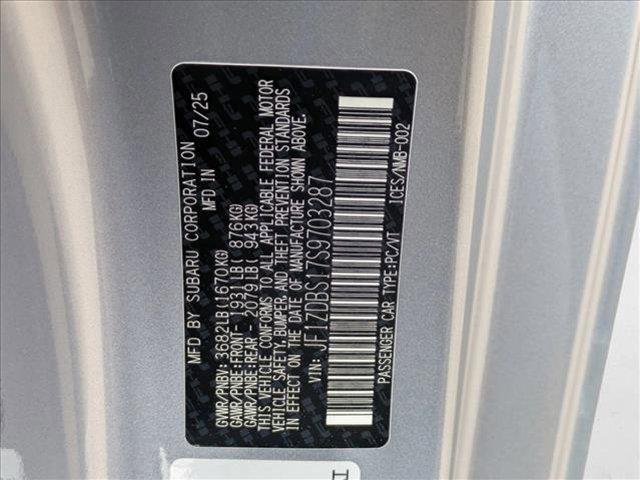 MFD BY SUBARU CORPORATION
MFD IN 07/25
GVWR/PNBV: 3682LB (1670KG)
GAWR/PNBE:FRONT- 1931LB ( 876KG)
GAWR/PNBE:REAR - 2079LB ( 943KG)
THIS VEHICLE CONFORMS TO ALL APPLICABLE FEDERAL MOTOR
VEHICLE SAFETY,BUMPER, AND THEFT PREVENTION STANDARDS
IN EFFECT ON THE DATE OF MANUFACTURE SHOWN ABOVE.
VIN: JF1ZDBS17S9703287
PASSENGER CAR TYPE:PC/VT ICES/NMB-002